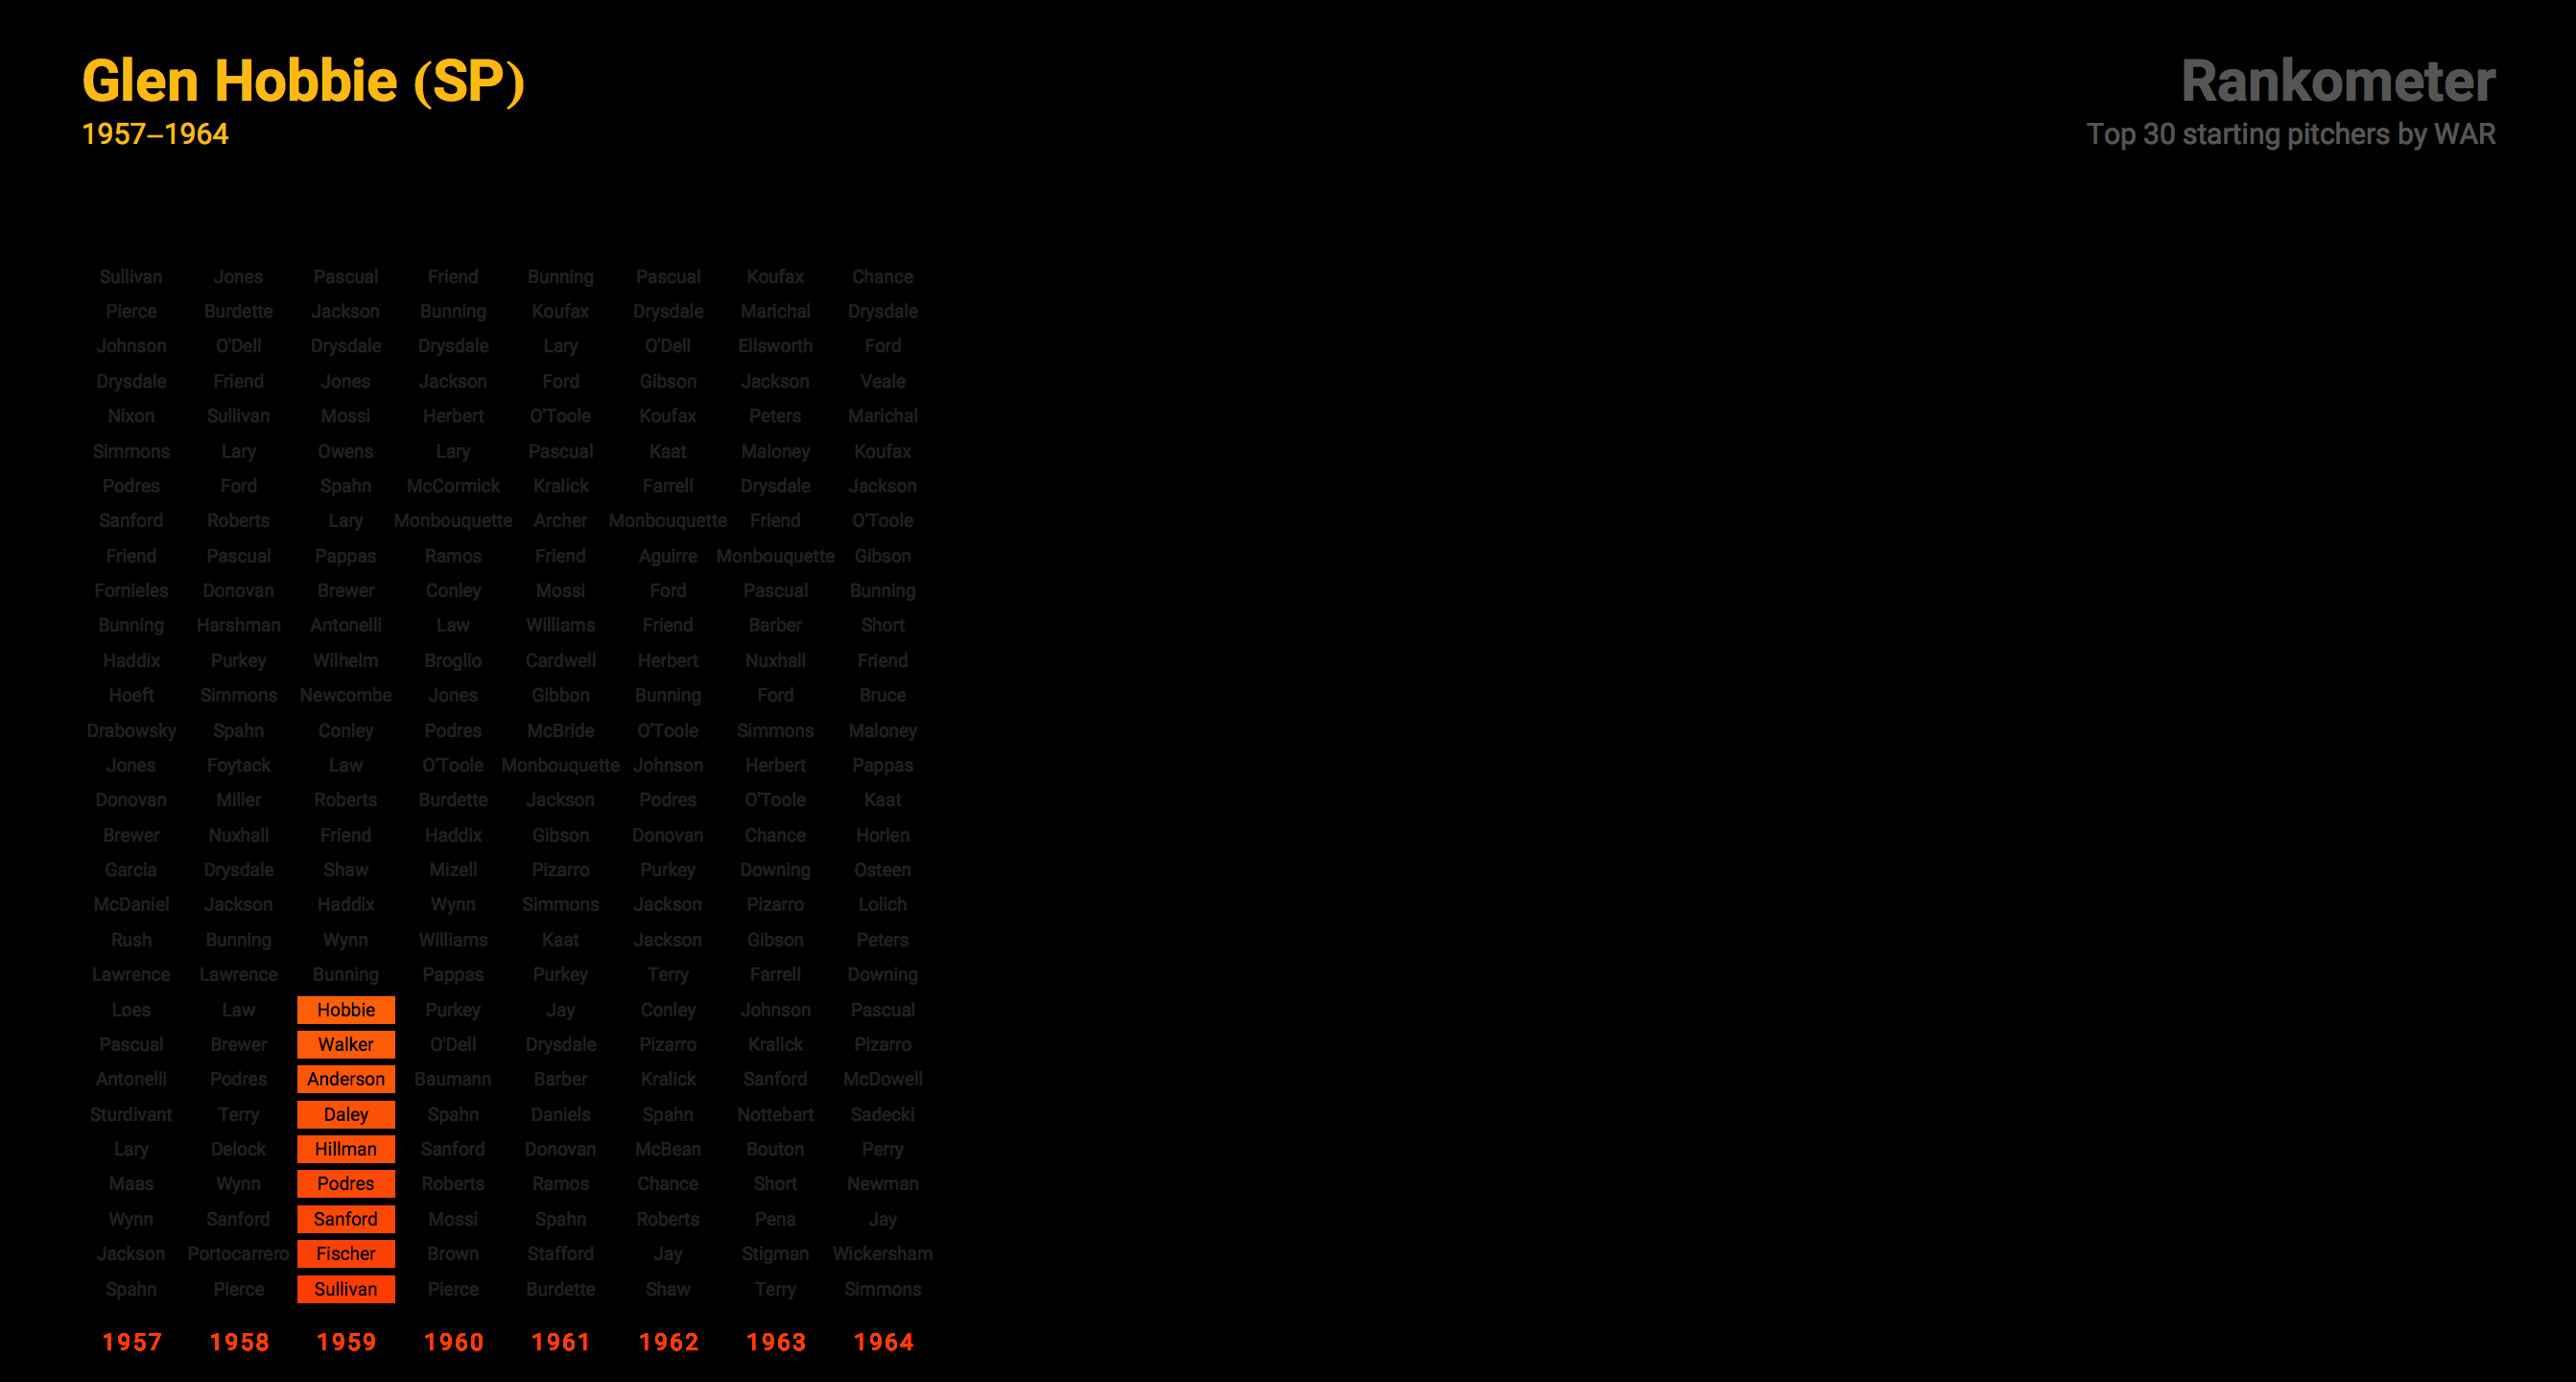 Glen Hobbie (SP)
1957–1964
Rankometer
Top 30 starting pitchers by WAR
Sullivan Jones Pascual Friend Bunning Pascual Koufax Chance
Pierce Burdette Jackson Bunning Koufax Drysdale Marichal Drysdale
Johnson O'Dell Drysdale Drysdale Lary O'Dell Ellsworth Ford
Drysdale Friend Jones Jackson Ford Gibson Jackson Veale
Nixon Sullivan Mossi Herbert O'Toole Koufax Peters Marichal
Simmons Lary Owens Lary Pascual Kaat Maloney Koufax
Podres Ford Spahn McCormick Kralick Farrell Drysdale Jackson
Sanford Roberts Lary Monbouquette Archer Monbouquette Friend O'Toole
Friend Pascual Pappas Ramos Friend Aguirre Monbouquette Gibson
Fornieles Donovan Brewer Conley Mossi Ford Pascual Bunning
Bunning Harshman Antonelli Law Williams Friend Barber Short
Haddix Purkey Wilhelm Broglio Cardwell Herbert Nuxhall Friend
Hoeft Simmons Newcombe Jones Gibbon Bunning Ford Bruce
Drabowsky Spahn Conley Podres McBride O'Toole Simmons Maloney
Jones Foytack Law O'Toole Monbouquette Johnson Herbert Pappas
Donovan Miller Roberts Burdette Jackson Podres O'Toole Kaat
Brewer Nuxhall Friend Haddix Gibson Donovan Chance Horlen
Garcia Drysdale Shaw Mizell Pizarro Purkey Downing Osteen
McDaniel Jackson Haddix Wynn Simmons Jackson Pizarro Lolich
Rush Bunning Wynn Williams Kaat Jackson Gibson Peters
Lawrence Lawrence Bunning Pappas Purkey Terry Farrell Downing
Loes Law Hobbie Purkey Jay Conley Johnson Pascual
Pascual Brewer Walker O'Dell Drysdale Pizarro Kralick Pizarro
Antonelli Podres Anderson Baumann Barber Kralick Sanford McDowell
Sturdivant Terry Daley Spahn Daniels Spahn Nottebart Sadecki
Lary Delock Hillman Sanford Donovan McBean Bouton Perry
Maas Wynn Podres Roberts Ramos Chance Short Newman
Wynn Sanford Sanford Mossi Spahn Roberts Pena Jay
Jackson Portocarrero Fischer Brown Stafford Jay Stigman Wickersham
Spahn Pierce Sullivan Pierce Burdette Shaw Terry Simmons
1957 1958 1959 1960 1961 1962 1963 1964